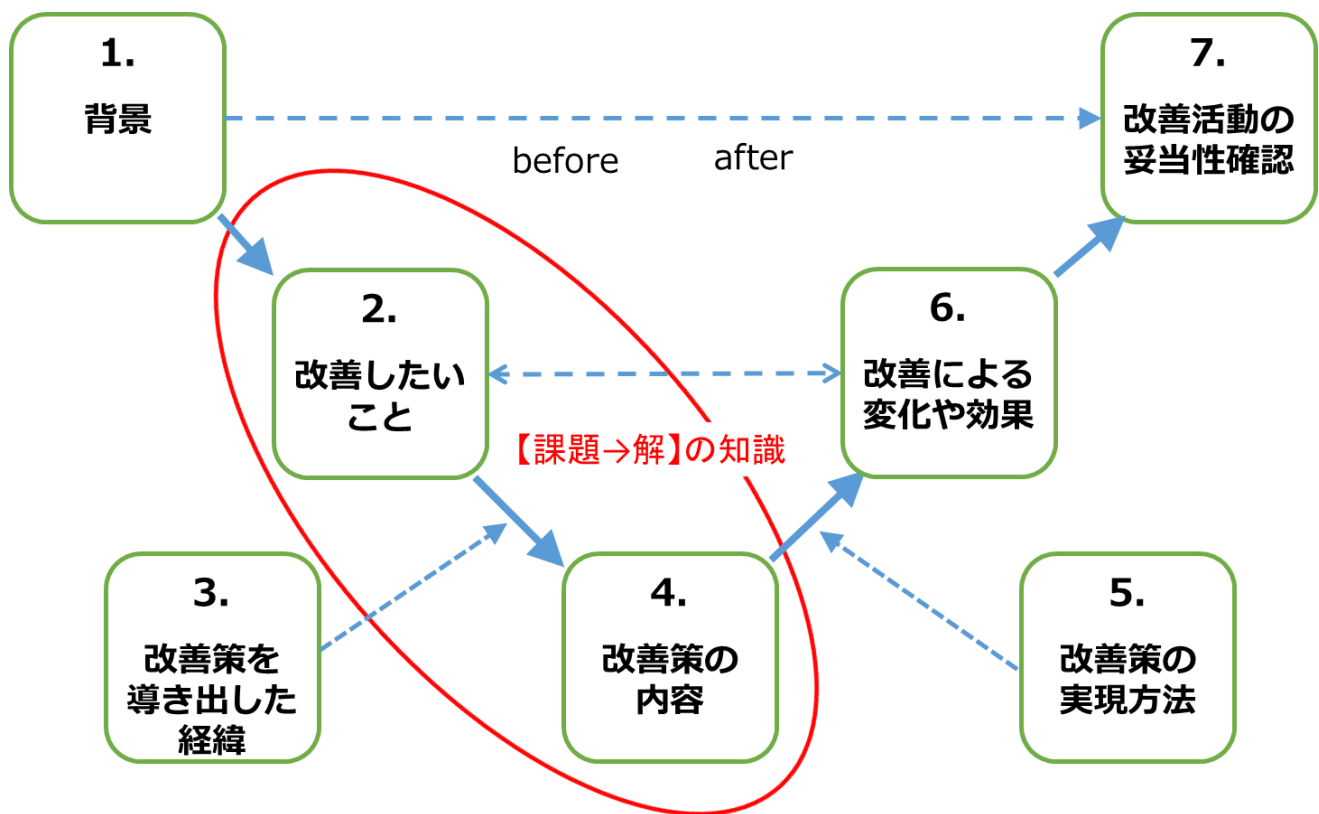 1.
背景
7.
改善活動の
妥当性確認
before
after
2.
改善したい
こと
6.
改善による
変化や効果
【課題→解】の知識
3.
改善策を
導き出した
経緯
4.
改善策の
内容
5.
改善策の
実現方法